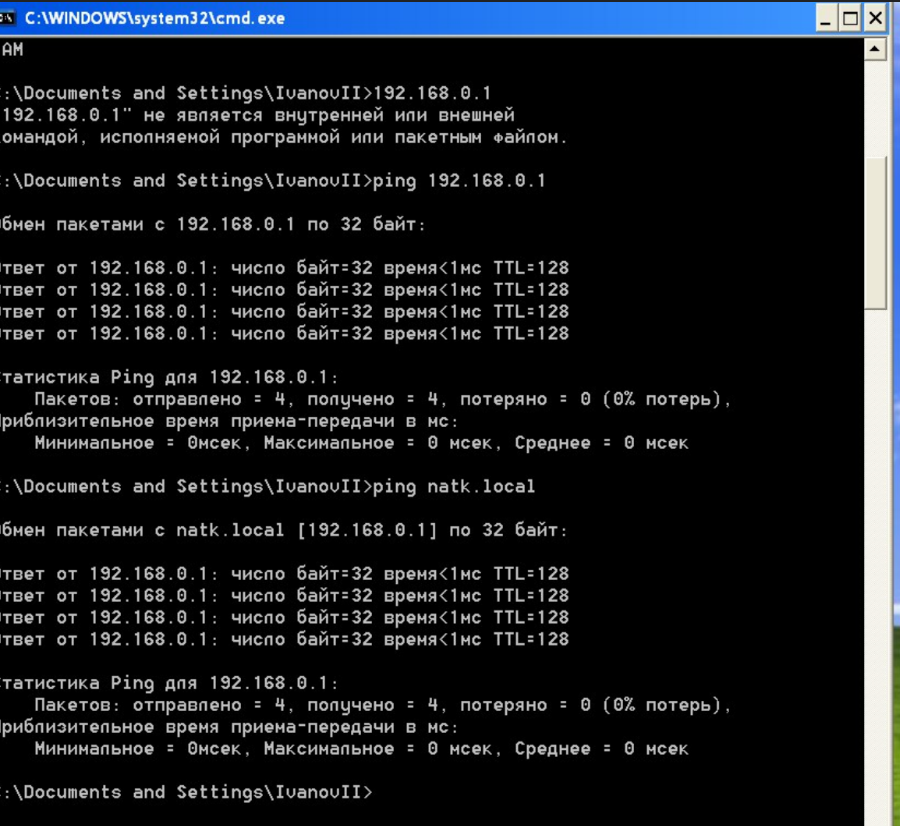 C:\WINDOWS\system32\cmd.exe
AM
:\Documents and Settings\IvanovII>192.168.0.1
192.168.0.1" не является внутренней или внешней
омандой, исполняемой программой или пакетным файлом.
:\Documents and Settings\IvanovII>ping 192.168.0.1
бмен пакетами с 192.168.0.1 по 32 байт:
твет от 192.168.0.1: число байт=32 время<1мс TTL=128
твет от 192.168.0.1: число байт=32 время<1мс TTL=128
твет от 192.168.0.1: число байт=32 время<1мс TTL=128
твет от 192.168.0.1: число байт=32 время<1мс TTL=128
татистика Ping для 192.168.0.1:
Пакетов: отправлено = 4, получено = 4, потеряно = 0 (0% потерь),
риблизительное время приема-передачи в мс:
Минимальное = 0мсек, Максимальное = 0 мсек, Среднее = 0 мсек
:\Documents and Settings\IvanovII>ping natk.local
бмен пакетами с natk.local [192.168.0.1] по 32 байт:
твет от 192.168.0.1: число байт=32 время<1мс TTL=128
твет от 192.168.0.1: число байт=32 время<1мс TTL=128
твет от 192.168.0.1: число байт=32 время<1мс TTL=128
твет от 192.168.0.1: число байт=32 время<1мс TTL=128
татистика Ping для 192.168.0.1:
Пакетов: отправлено = 4, получено = 4, потеряно = 0 (0% потерь),
риблизительное время приема-передачи в мс:
Минимальное = 0мсек, Максимальное = 0 мсек, Среднее = 0 мсек
:\Documents and Settings\IvanovII>